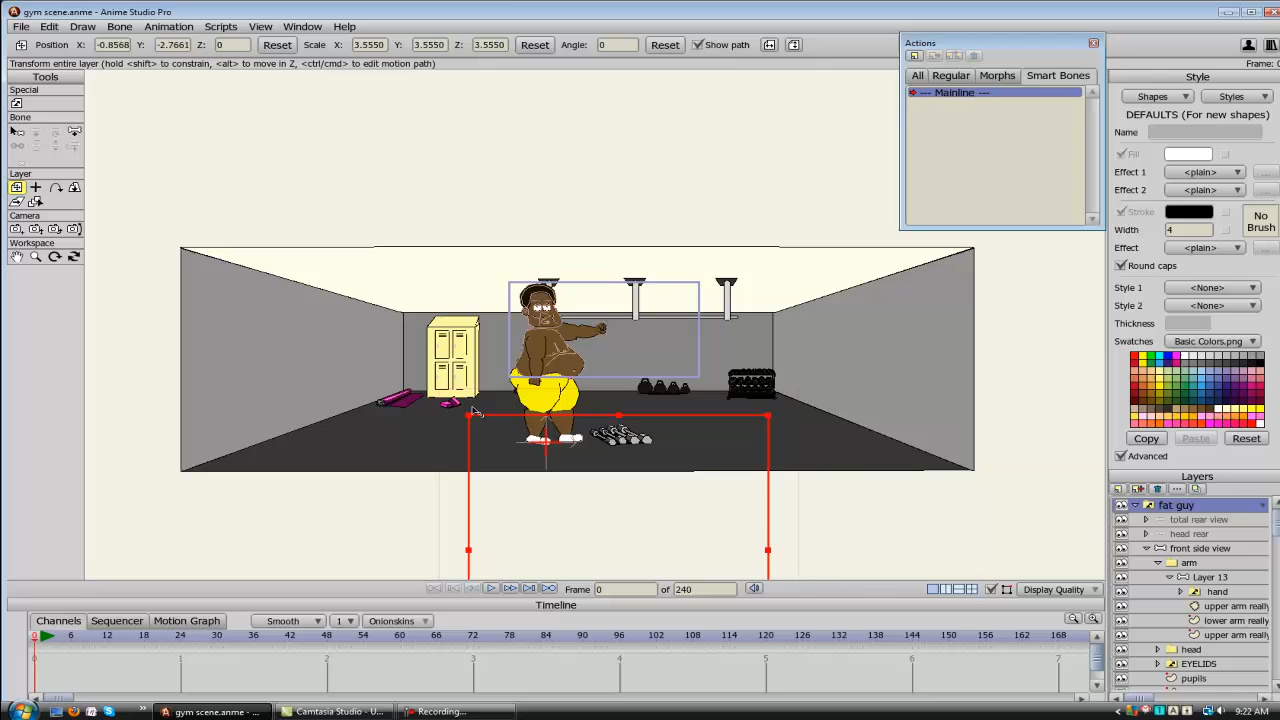 gym scene.anme - Anime Studio Pro
File Edit Draw Bone Animation Scripts View Window Help
Position X: -0.8568 Y: -2.7661 Z: 0 Reset Scale X: 3.5550 Y: 3.5550 Z: 3.5550 Reset Angle: 0 Reset Show path
Transform entire layer (hold <shift> to constrain, <alt> to move in Z, <ctrl/cmd> to edit motion path)
Frame: 0
Tools
Special
Bone
Layer
Camera
Workspace
Actions
All Regular Morphs Smart Bones
--- Mainline ---
Style
Shapes Styles
DEFAULTS (For new shapes)
Name
Fill
Effect 1 <plain> ...
Effect 2 <plain> ...
Stroke
Width 4
No Brush
Effect <plain>
Round caps
Style 1 <None>
Style 2 <None>
Thickness
Swatches Basic Colors.png
Copy Paste Reset
Advanced
Layers
fat guy
total rear view
head rear
front side view
arm
Layer 13
hand
upper arm really
lower arm really
upper arm really
head
EYELIDS
pupils
Frame 0 of 240 Display Quality
Timeline
Channels Sequencer Motion Graph Smooth 1 Onionskins
0 6 12 18 24 30 36 42 48 54 60 66 72 78 84 90 96 102 108 114 120 126 132 138 144 150 156 162 168
0 1 2 3 4 5 6 7
gym scene.anme - ... Camtasia Studio - U... Recording... 9:22 AM